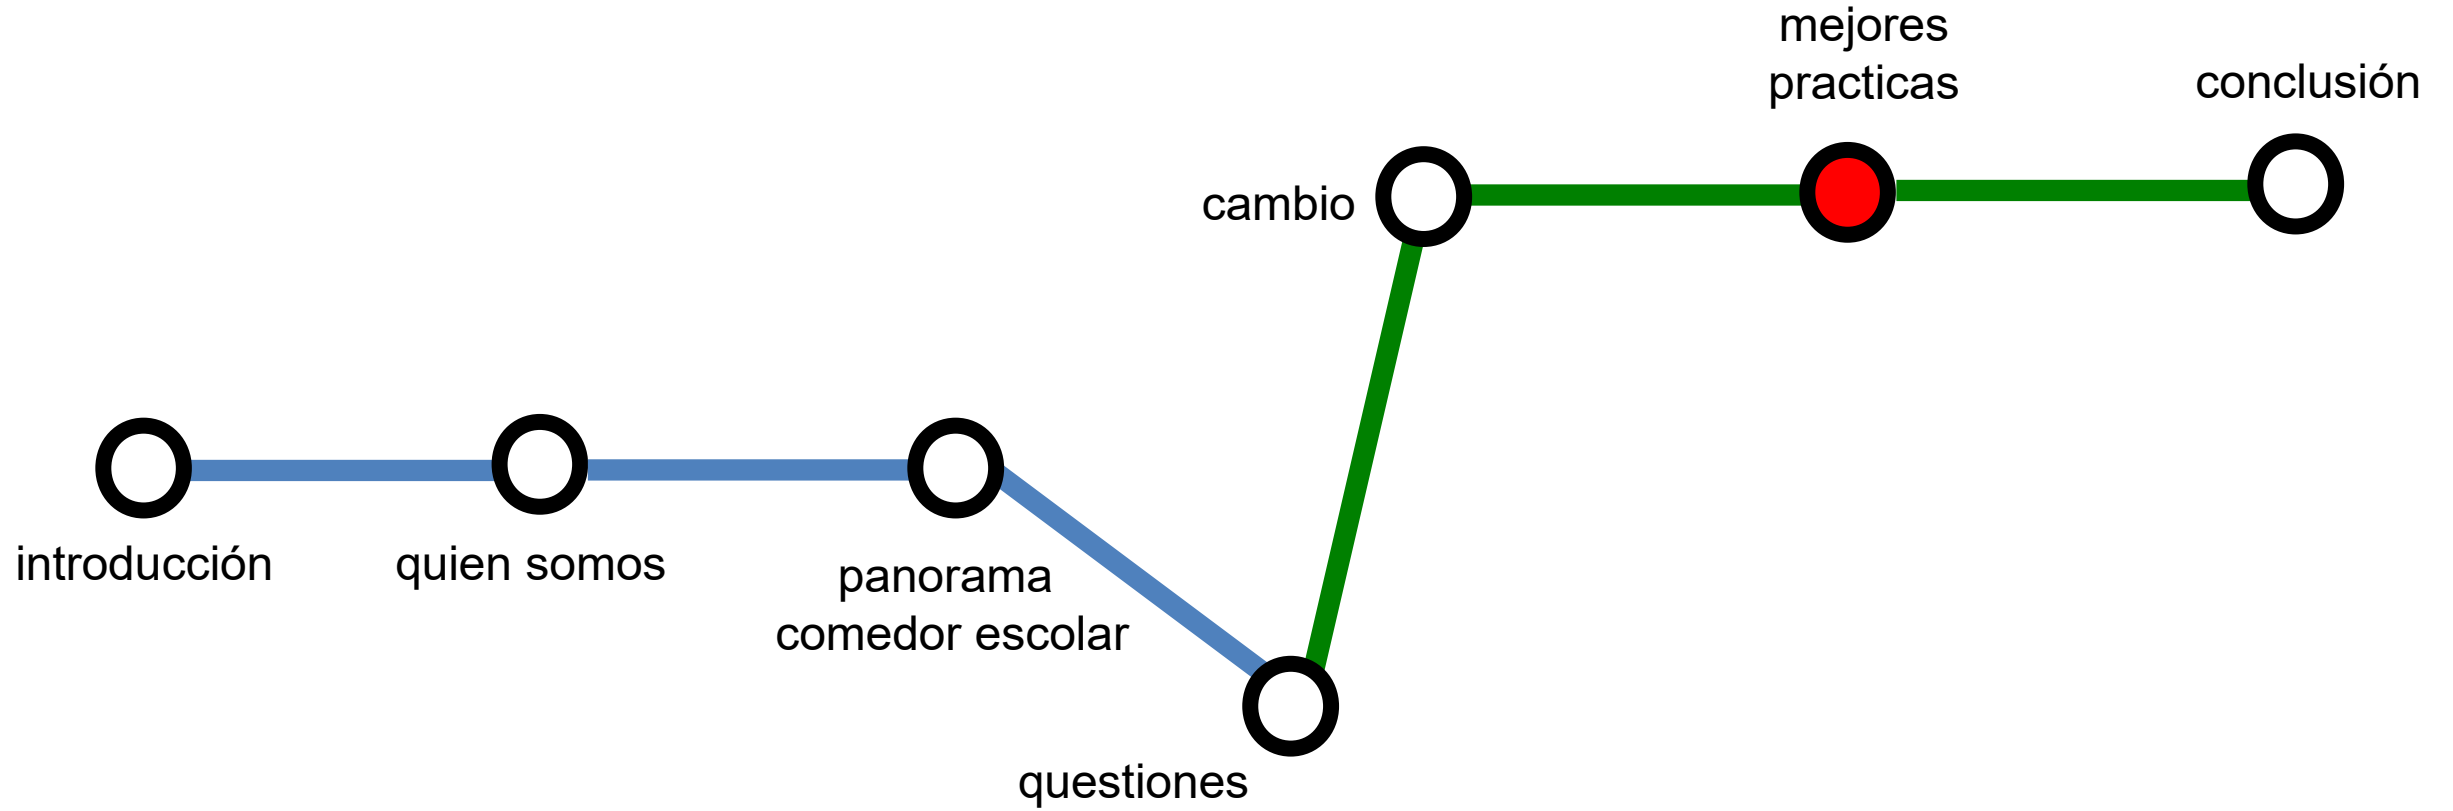 introducción
quien somos
panorama
comedor escolar
questiones
cambio
mejores
practicas
conclusión